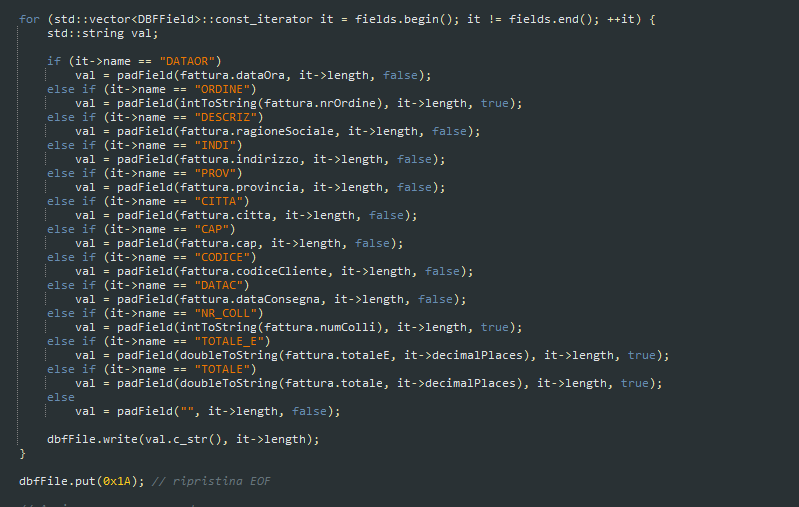 for (std::vector<DBFField>::const_iterator it = fields.begin(); it != fields.end(); ++it) {
    std::string val;

    if (it->name == "DATAOR")
        val = padField(fattura.dataOra, it->length, false);
    else if (it->name == "ORDINE")
        val = padField(intToString(fattura.nrOrdine), it->length, true);
    else if (it->name == "DESCRIZ")
        val = padField(fattura.ragioneSociale, it->length, false);
    else if (it->name == "INDI")
        val = padField(fattura.indirizzo, it->length, false);
    else if (it->name == "PROV")
        val = padField(fattura.provincia, it->length, false);
    else if (it->name == "CITTA")
        val = padField(fattura.citta, it->length, false);
    else if (it->name == "CAP")
        val = padField(fattura.cap, it->length, false);
    else if (it->name == "CODICE")
        val = padField(fattura.codiceCliente, it->length, false);
    else if (it->name == "DATAC")
        val = padField(fattura.dataConsegna, it->length, false);
    else if (it->name == "NR_COLL")
        val = padField(intToString(fattura.numColli), it->length, true);
    else if (it->name == "TOTALE_E")
        val = padField(doubleToString(fattura.totaleE, it->decimalPlaces), it->length, true);
    else if (it->name == "TOTALE")
        val = padField(doubleToString(fattura.totale, it->decimalPlaces), it->length, true);
    else
        val = padField("", it->length, false);

    dbfFile.write(val.c_str(), it->length);
}

dbfFile.put(0x1A); // ripristina EOF